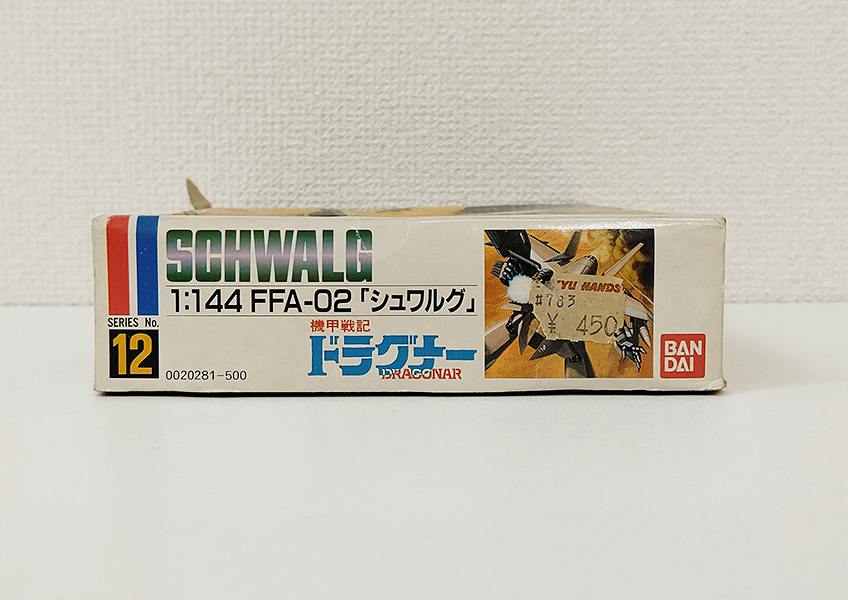 SCHWALG
1:144 FFA-02「シュワルグ」
SERIES No.
12
0020281-500
機甲戦記
ドラグナー
DRAGONAR
YU HANDS
#783
¥ 450
BAN
DAI